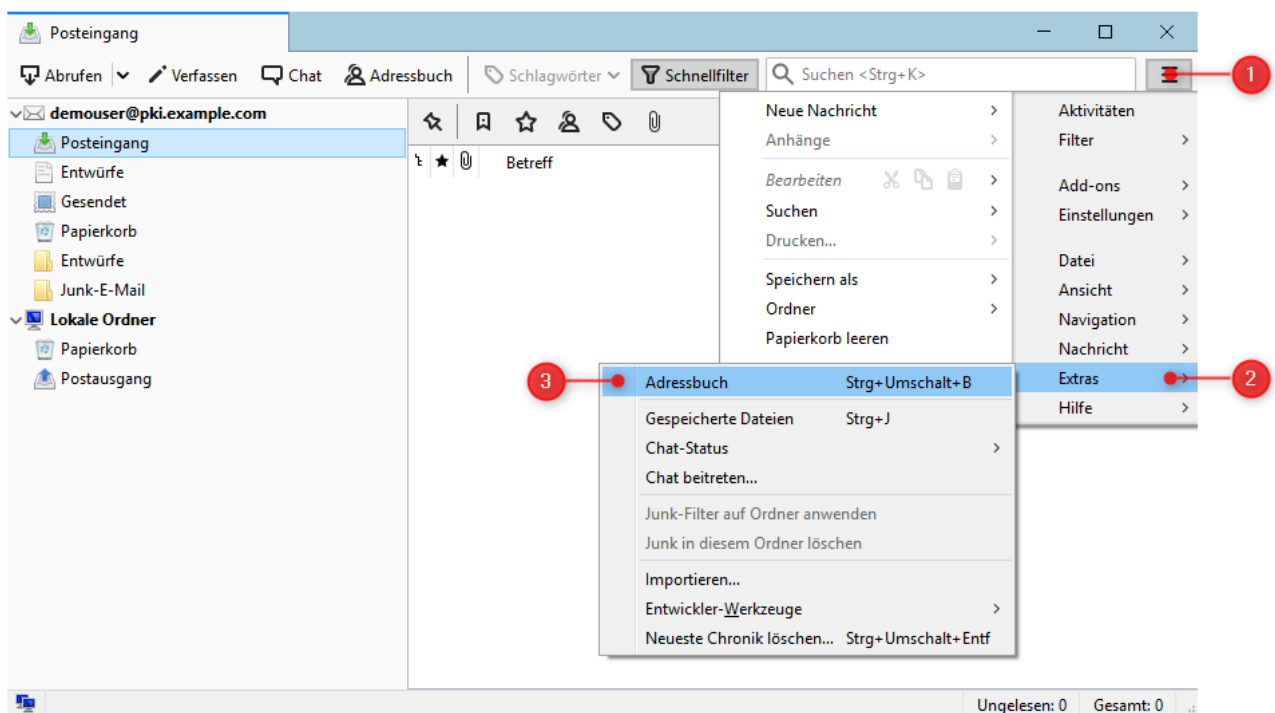 Posteingang
Abrufen Verfassen Chat Adressbuch Schlagwörter Schnellfilter Suchen <Strg+K>
1
demouser@pki.example.com
Posteingang
Entwürfe
Gesendet
Papierkorb
Entwürfe
Junk-E-Mail
Lokale Ordner
Papierkorb
Postausgang
Betreff
Neue Nachricht
Anhänge
Bearbeiten
Suchen
Drucken...
Speichern als
Ordner
Papierkorb leeren
Aktivitäten
Filter
Add-ons
Einstellungen
Datei
Ansicht
Navigation
Nachricht
Extras
2
Hilfe
3
Adressbuch Strg+Umschalt+B
Gespeicherte Dateien Strg+J
Chat-Status
Chat beitreten...
Junk-Filter auf Ordner anwenden
Junk in diesem Ordner löschen
Importieren...
Entwickler-Werkzeuge
Neueste Chronik löschen... Strg+Umschalt+Entf
Ungelesen: 0 Gesamt: 0